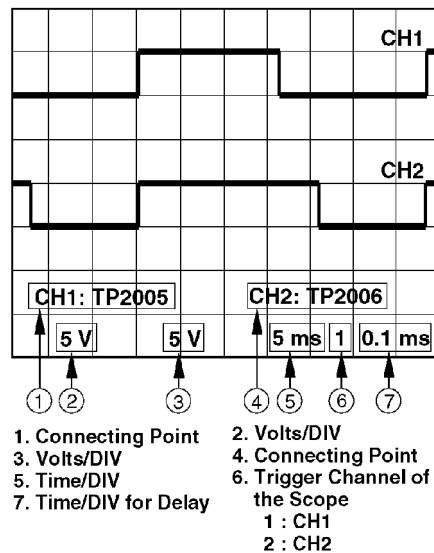 CH1
CH2
CH1: TP2005 CH2: TP2006
5 V 5 V 5 ms 1 0.1 ms
1 2 3 4 5 6 7
1. Connecting Point
3. Volts/DIV
5. Time/DIV
7. Time/DIV for Delay
2. Volts/DIV
4. Connecting Point
6. Trigger Channel of
the Scope
1 : CH1
2 : CH2